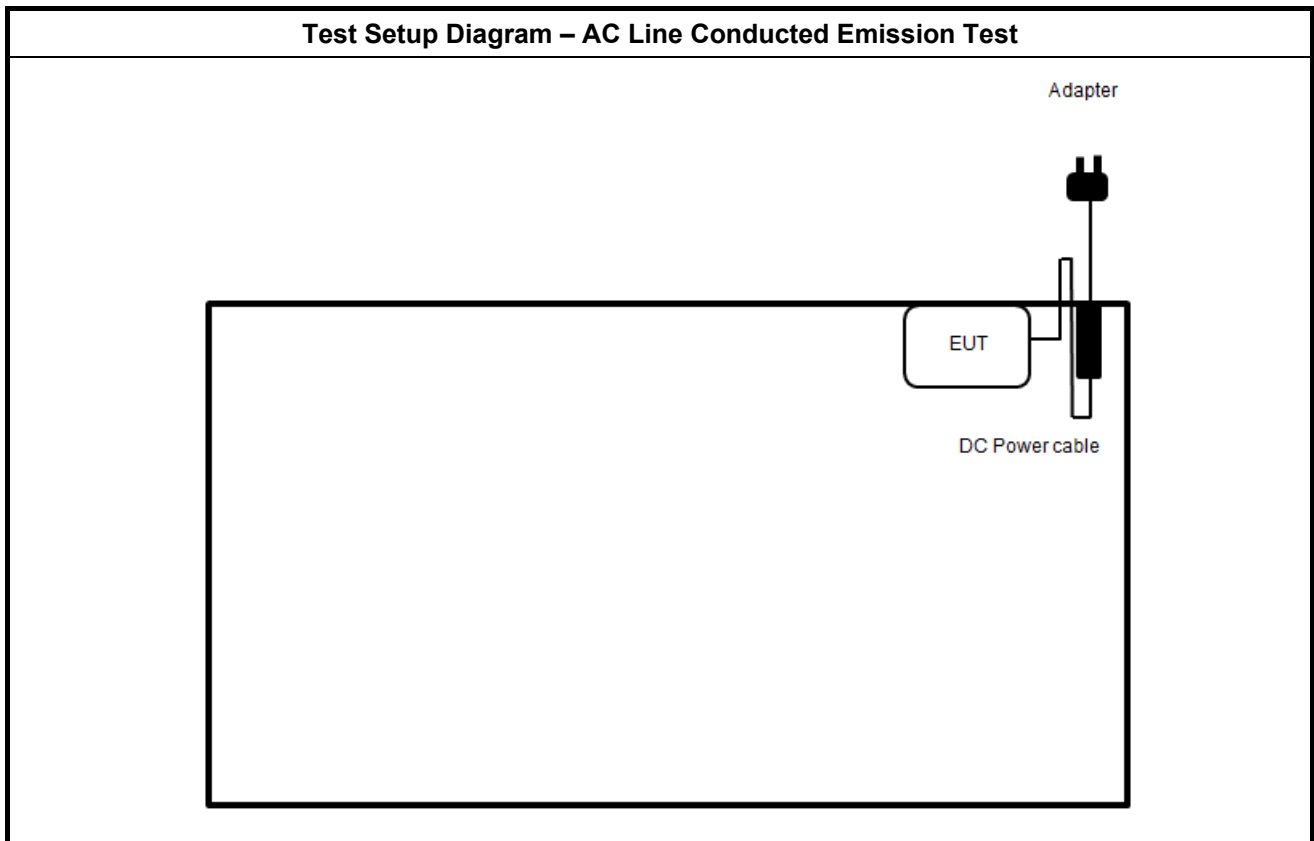 Test Setup Diagram – AC Line Conducted Emission Test
Adapter
EUT
DC Power cable